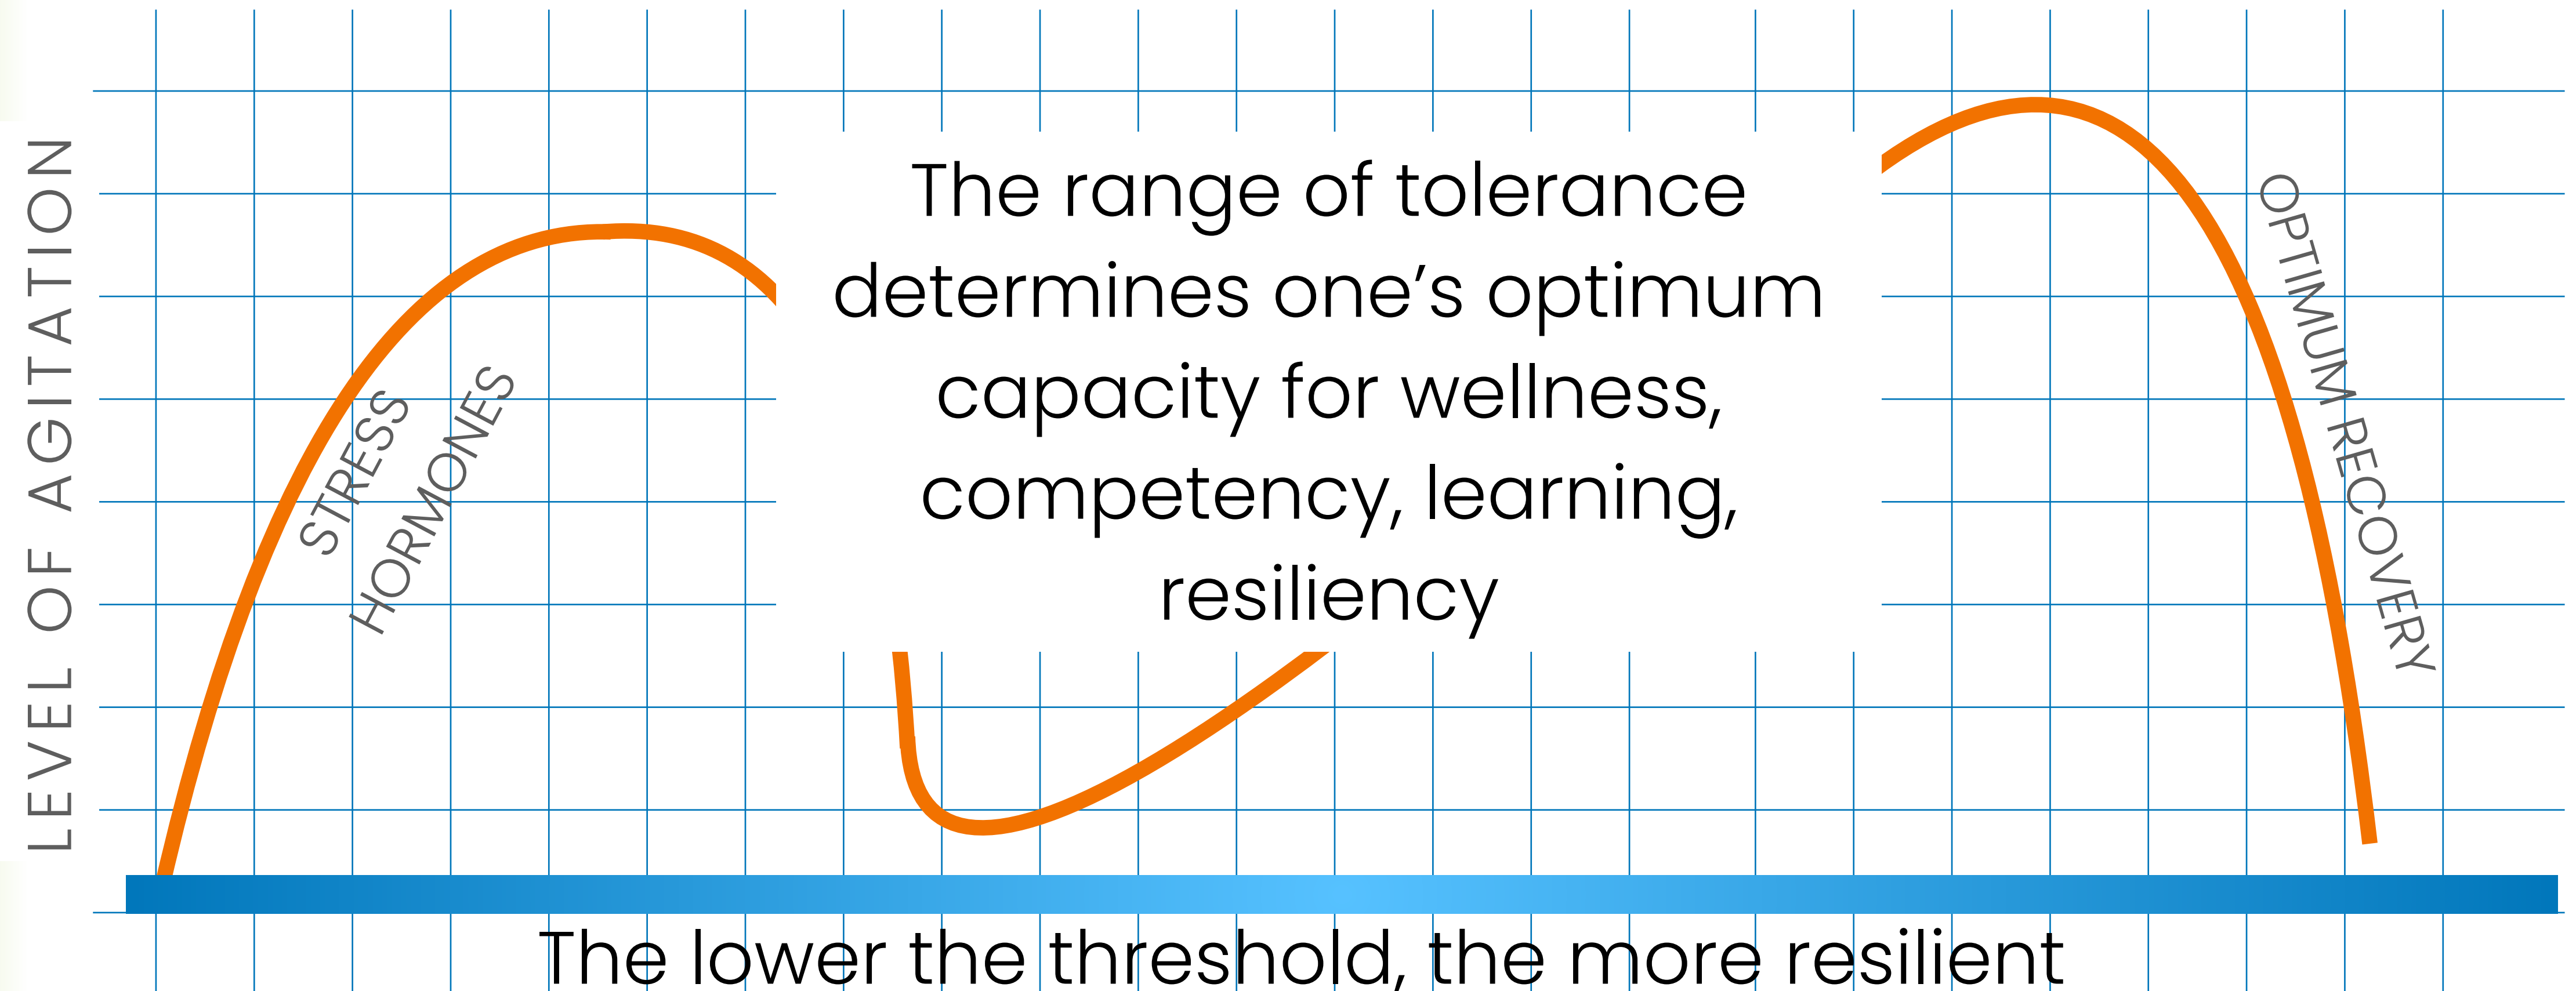 LEVEL OF AGITATION
STRESS
HORMONES
The range of tolerance
determines one’s optimum
capacity for wellness,
competency, learning,
resiliency
OPTIMUM RECOVERY
The lower the threshold, the more resilient